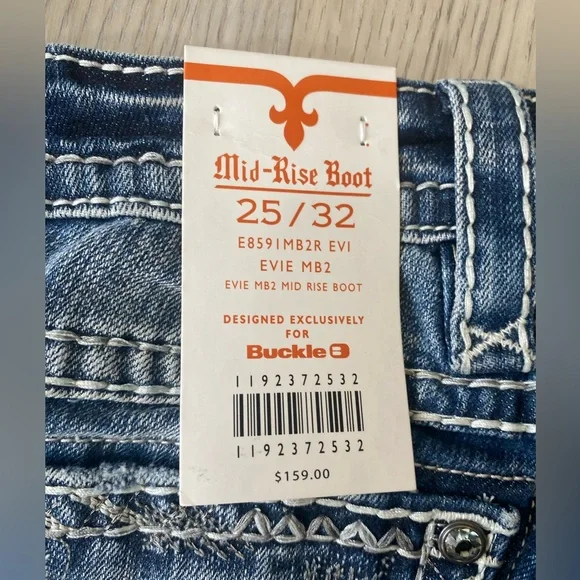 Mid-Rise Boot
25/32
E8591MB2R EVI
EVIE MB2
EVIE MB2 MID RISE BOOT
DESIGNED EXCLUSIVELY
FOR
Buckle B
1192372532
1192372532
$159.00